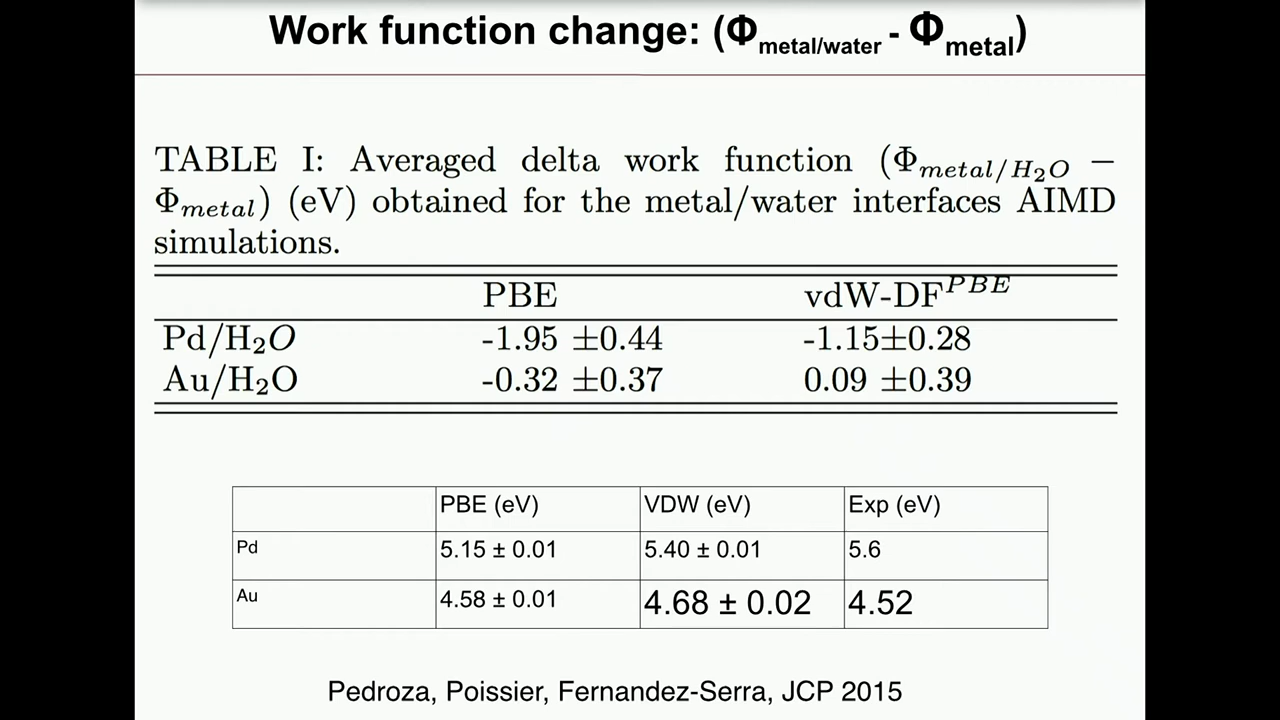 Work function change: (Φmetal/water - Φmetal)
TABLE I: Averaged delta work function (Φmetal/H2O −
Φmetal) (eV) obtained for the metal/water interfaces AIMD
simulations.
PBE vdW-DF^PBE
Pd/H2O -1.95 ±0.44 -1.15±0.28
Au/H2O -0.32 ±0.37 0.09 ±0.39
PBE (eV) VDW (eV) Exp (eV)
Pd 5.15 ± 0.01 5.40 ± 0.01 5.6
Au 4.58 ± 0.01 4.68 ± 0.02 4.52
Pedroza, Poissier, Fernandez-Serra, JCP 2015